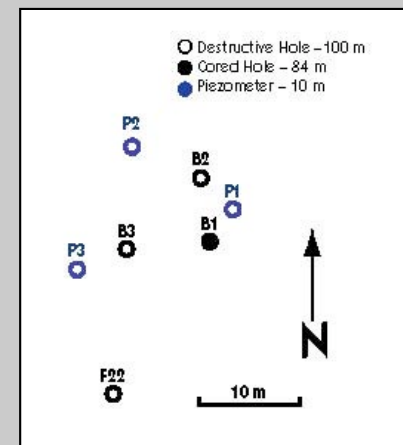 Destructive Hole – 100 m
Cored Hole – 84 m
Piezometer – 10 m
P2
B2
P1
B1
B3
P3
N
F22
10 m